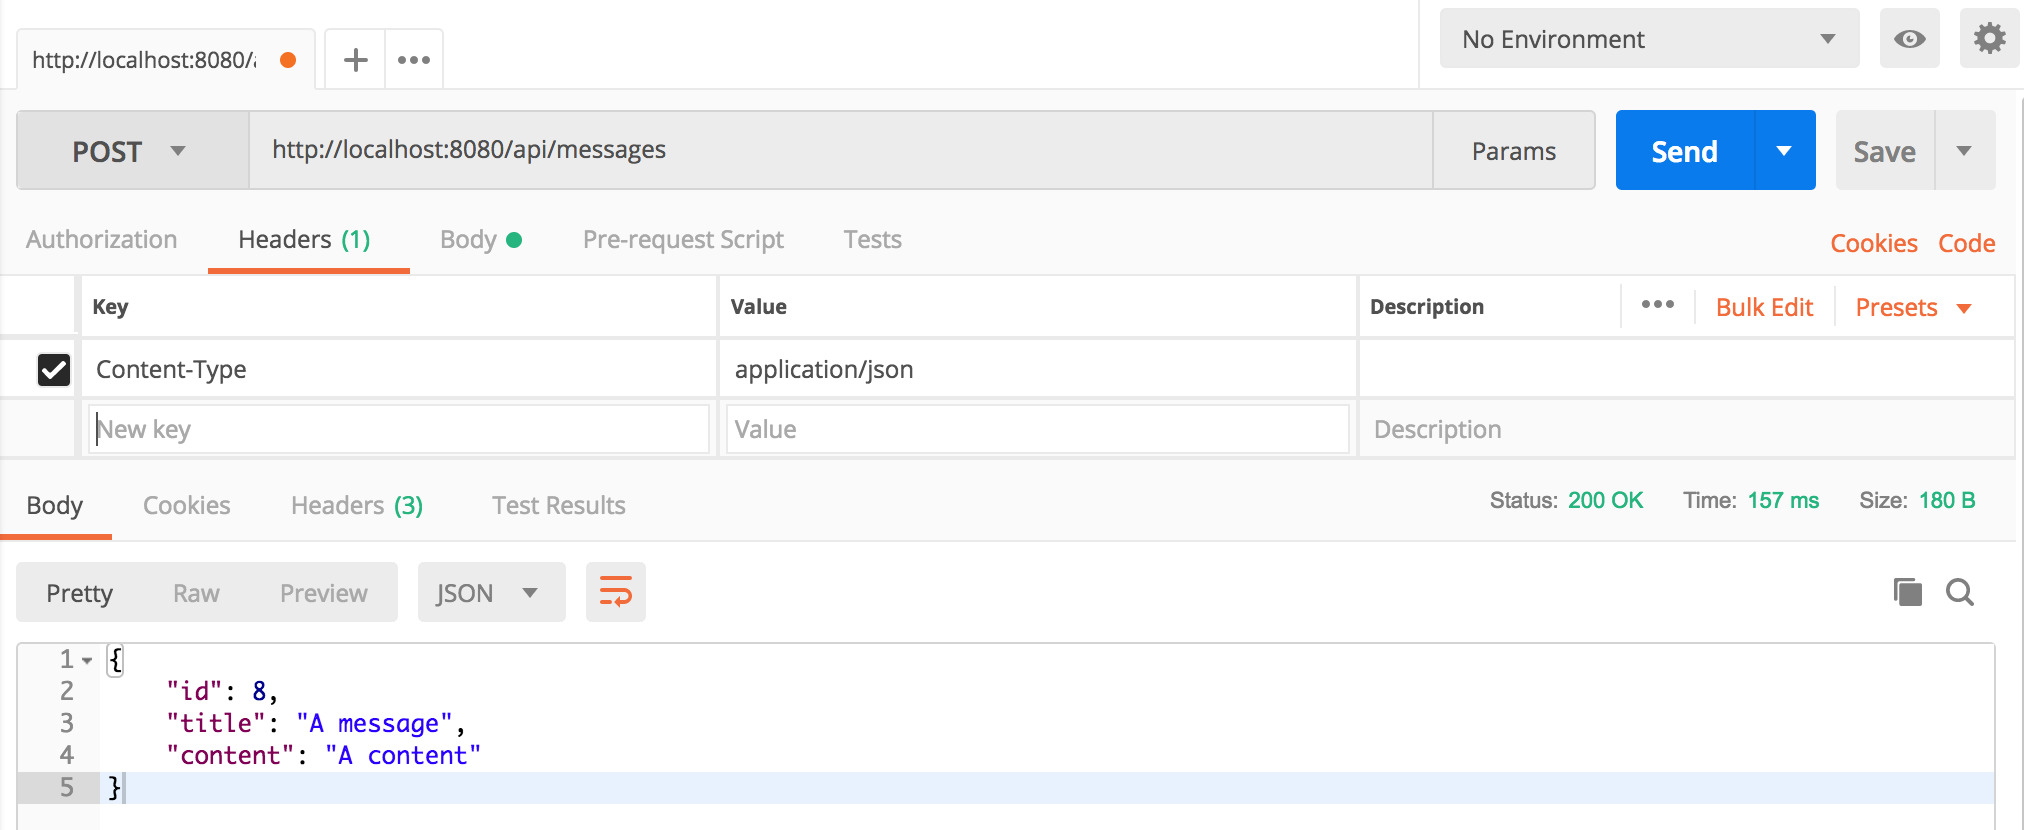 http://localhost:8080/a
No Environment
POST
http://localhost:8080/api/messages
Params
Send
Save
Authorization
Headers (1)
Body
Pre-request Script
Tests
Cookies
Code
Key
Value
Description
Bulk Edit
Presets
Content-Type
application/json
New key
Value
Description
Body
Cookies
Headers (3)
Test Results
Status: 200 OK
Time: 157 ms
Size: 180 B
Pretty
Raw
Preview
JSON
1 {
2 "id": 8,
3 "title": "A message",
4 "content": "A content"
5 }